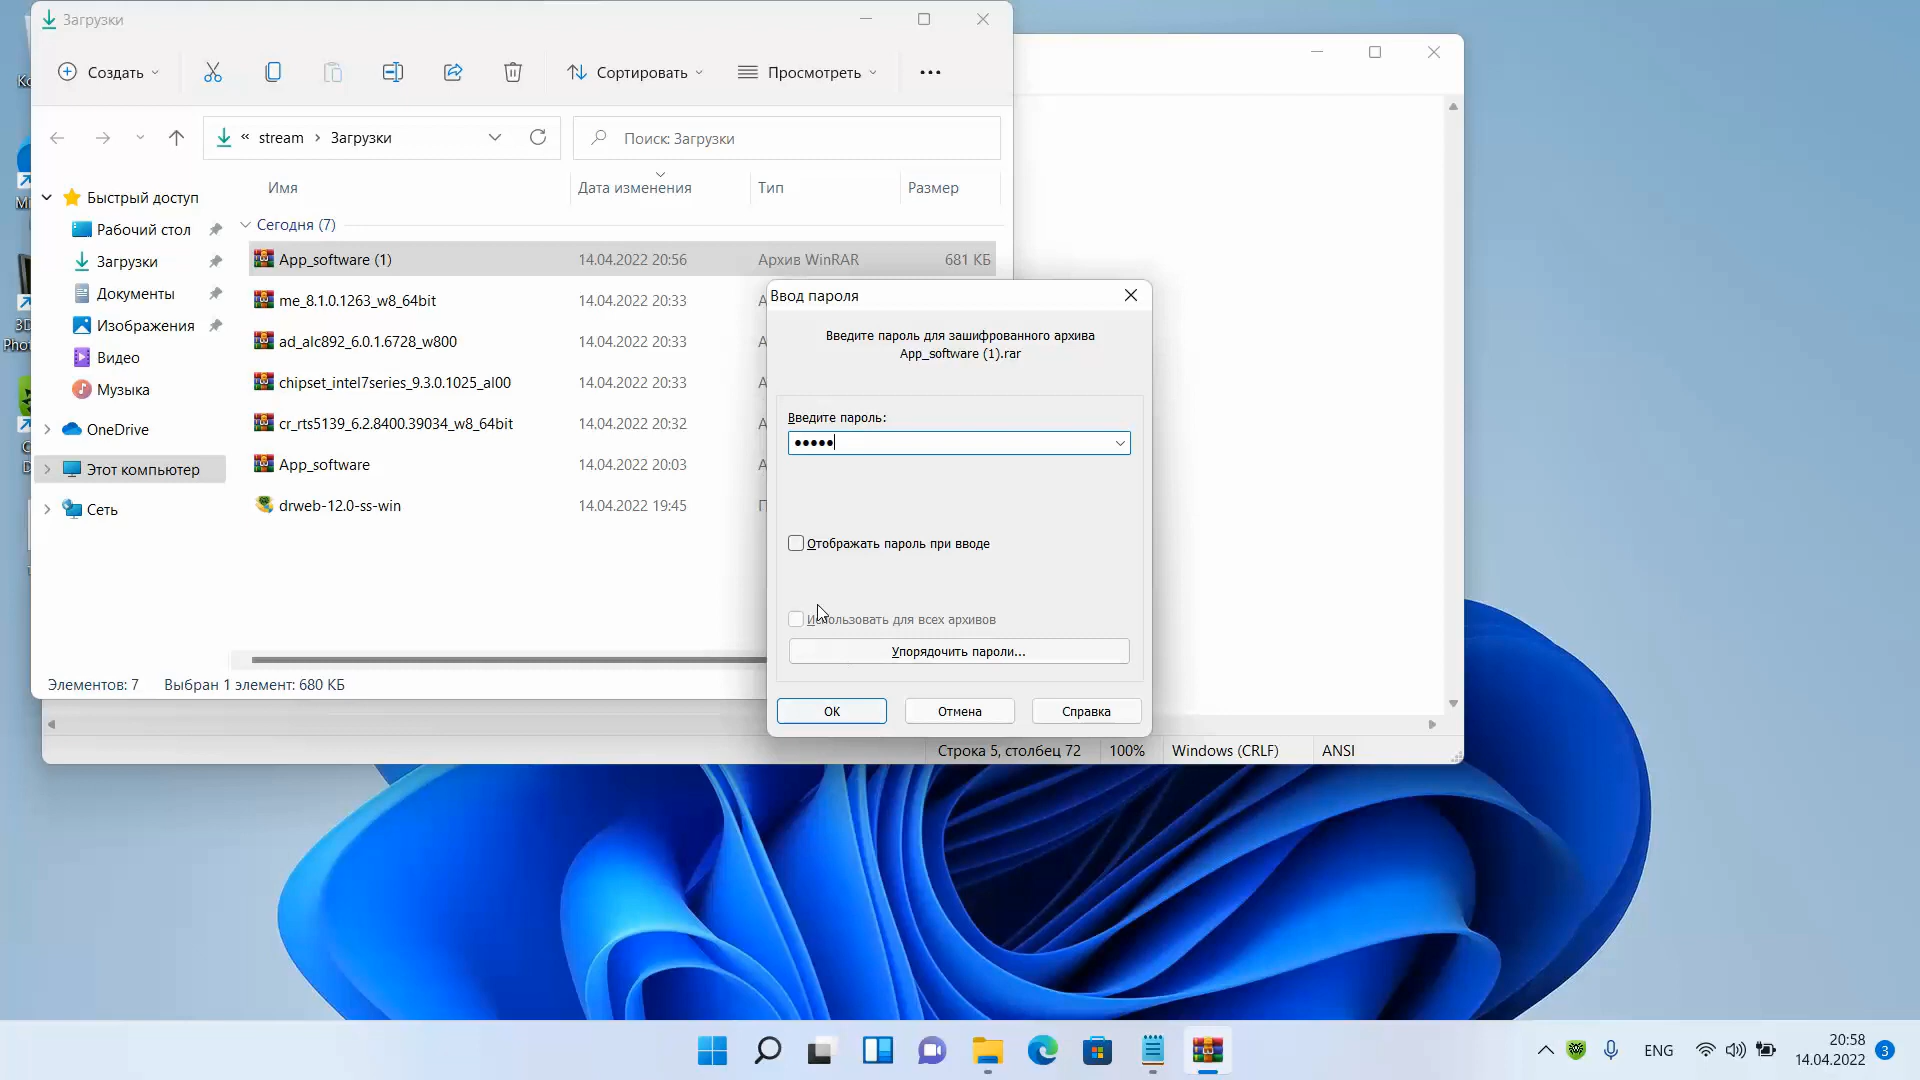 Загрузки
Создать
Сортировать
Просмотреть
« stream › Загрузки
Поиск: Загрузки
Имя
Дата изменения
Тип
Размер
Быстрый доступ
Рабочий стол
Загрузки
Документы
Изображения
Видео
Музыка
OneDrive
Этот компьютер
Сеть
Сегодня (7)
App_software (1) 14.04.2022 20:56 Архив WinRAR 681 КБ
me_8.1.0.1263_w8_64bit 14.04.2022 20:33
ad_alc892_6.0.1.6728_w800 14.04.2022 20:33
chipset_intel7series_9.3.0.1025_al00 14.04.2022 20:33
cr_rts5139_6.2.8400.39034_w8_64bit 14.04.2022 20:32
App_software 14.04.2022 20:03
drweb-12.0-ss-win 14.04.2022 19:45
Элементов: 7 Выбран 1 элемент: 680 КБ
Ввод пароля
Введите пароль для зашифрованного архива
App_software (1).rar
Введите пароль:
•••••
Отображать пароль при вводе
Использовать для всех архивов
Упорядочить пароли...
ОК
Отмена
Справка
Строка 5, столбец 72 100% Windows (CRLF) ANSI
ENG
20:58
14.04.2022
3